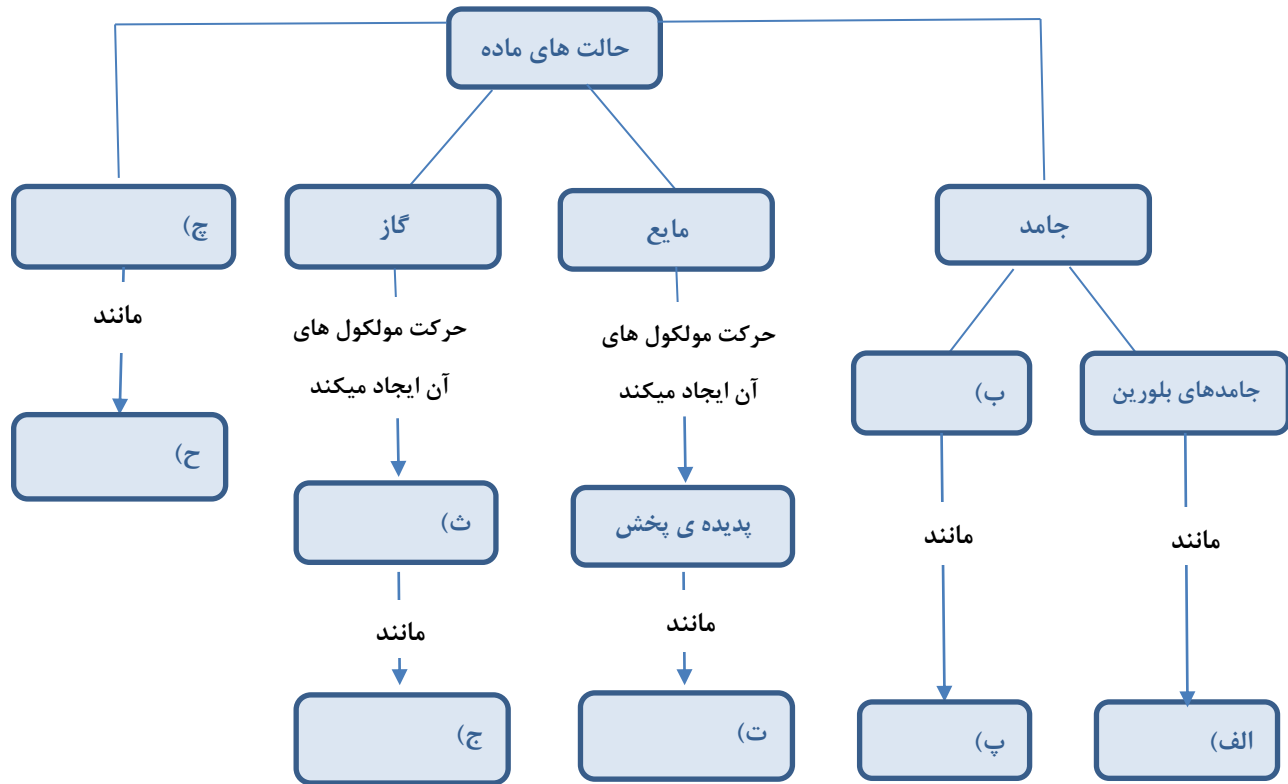 حالت های ماده
جامد
مایع
گاز
چ)
حرکت مولکول های
آن ایجاد میکند
حرکت مولکول های
آن ایجاد میکند
مانند
جامدهای بلورین
ب)
ح)
پدیده ی پخش
ث)
مانند
مانند
مانند
مانند
الف)
پ)
ت)
ج)